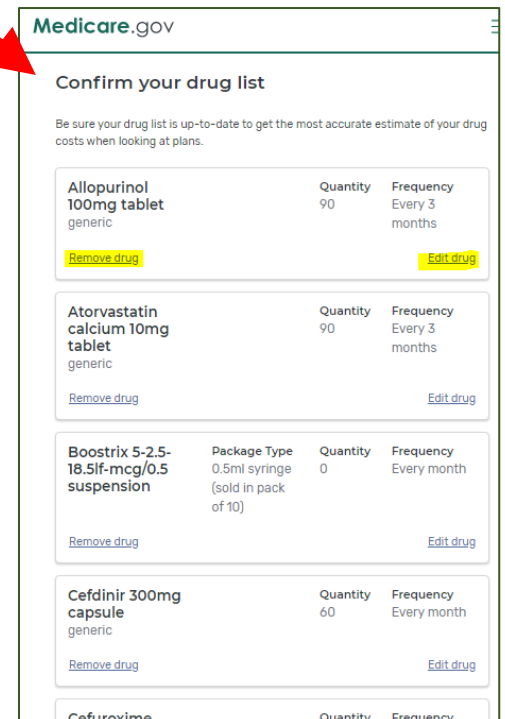 Medicare.gov
Confirm your drug list
Be sure your drug list is up-to-date to get the most accurate estimate of your drug
costs when looking at plans.
Allopurinol
100mg tablet
generic
Quantity
90
Frequency
Every 3
months
Remove drug
Edit drug
Atorvastatin
calcium 10mg
tablet
generic
Quantity
90
Frequency
Every 3
months
Remove drug
Edit drug
Boostrix 5-2.5-
18.5lf-mcg/0.5
suspension
Package Type
0.5ml syringe
(sold in pack
of 10)
Quantity
0
Frequency
Every month
Remove drug
Edit drug
Cefdinir 300mg
capsule
generic
Quantity
60
Frequency
Every month
Remove drug
Edit drug
Cefuroxime
Quantity
Frequency